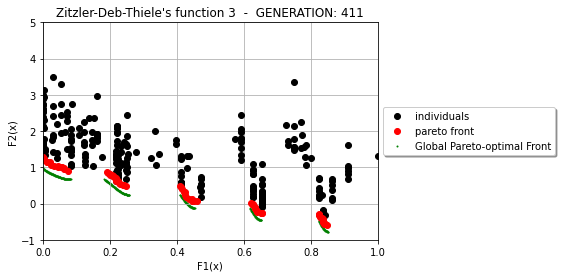 Zitzler-Deb-Thiele's function 3 - GENERATION: 411
5
4
3
2
1
0
−1
F2(x)
0.0 0.2 0.4 0.6 0.8 1.0
F1(x)
individuals
pareto front
Global Pareto-optimal Front